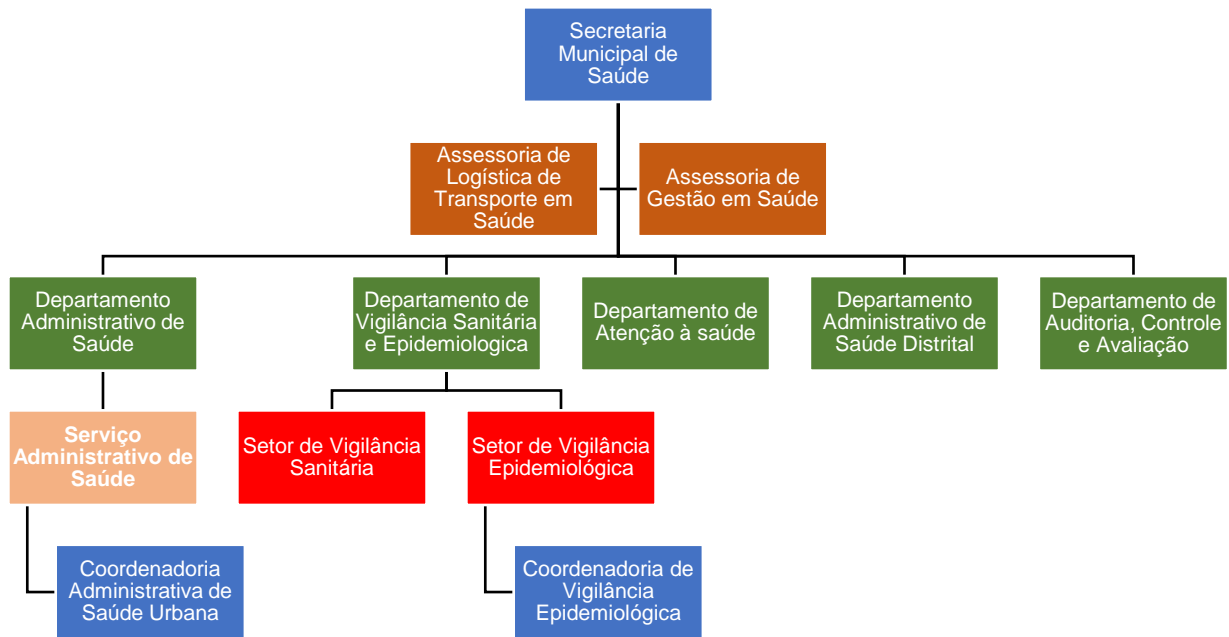 Secretaria
Municipal de
Saúde
Assessoria de
Logística de
Transporte em
Saúde
Assessoria de
Gestão em Saúde
Departamento
Administrativo de
Saúde
Departamento de
Vigilância Sanitária
e Epidemiologica
Departamento de
Atenção à saúde
Departamento
Administrativo de
Saúde Distrital
Departamento de
Auditoria, Controle
e Avaliação
Serviço
Administrativo de
Saúde
Setor de Vigilância
Sanitária
Setor de Vigilância
Epidemiológica
Coordenadoria
Administrativa de
Saúde Urbana
Coordenadoria de
Vigilância
Epidemiológica